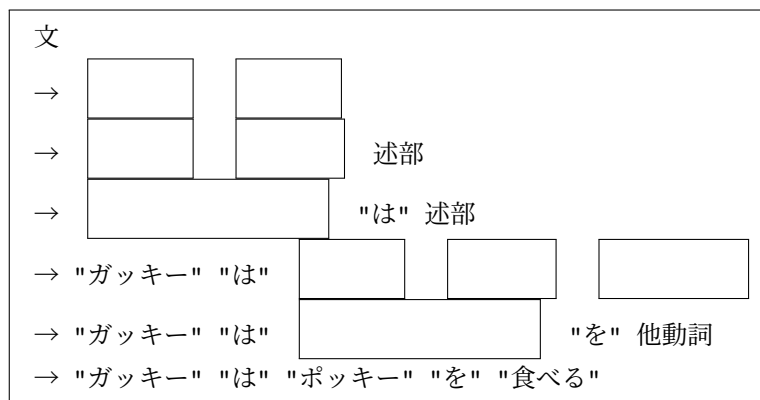 文
→
→ 述部
→ "は" 述部
→ "ガッキー" "は"
→ "ガッキー" "は" "を" 他動詞
→ "ガッキー" "は" "ポッキー" "を" "食べる"